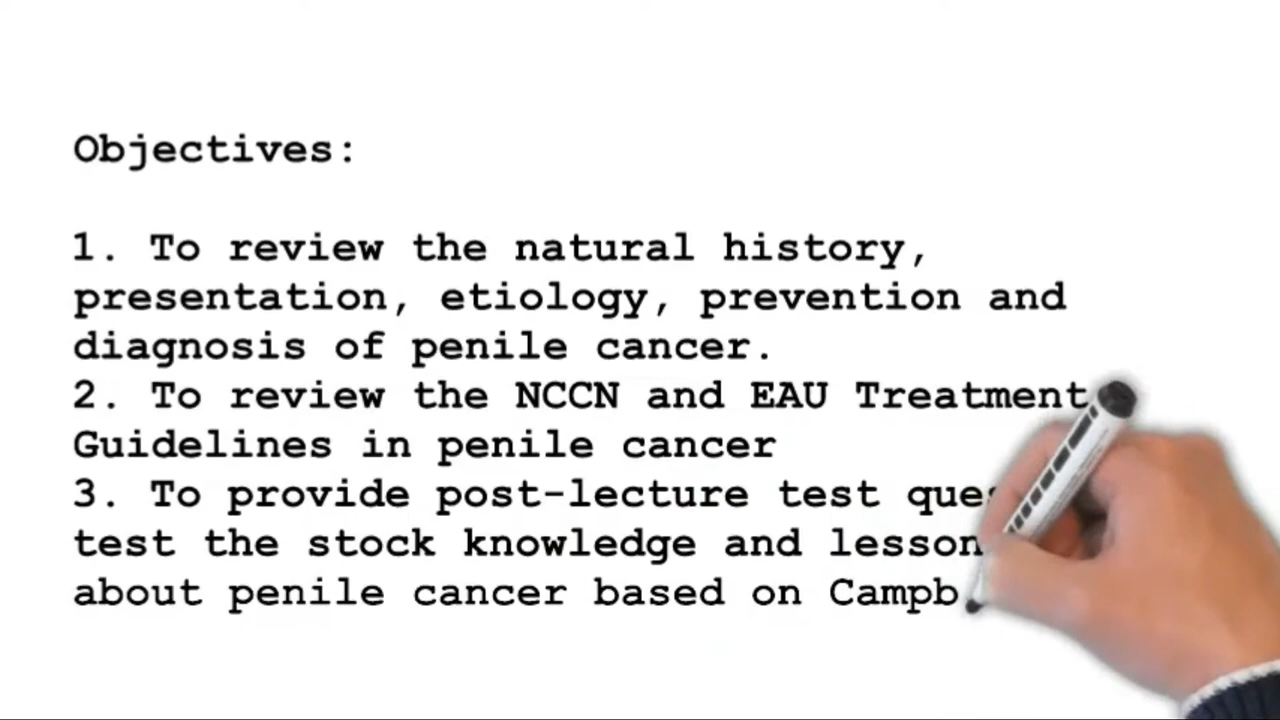 Objectives:
1. To review the natural history,
presentation, etiology, prevention and
diagnosis of penile cancer.
2. To review the NCCN and EAU Treatment
Guidelines in penile cancer
3. To provide post-lecture test
test the stock knowledge and lesson
about penile cancer based on Campb